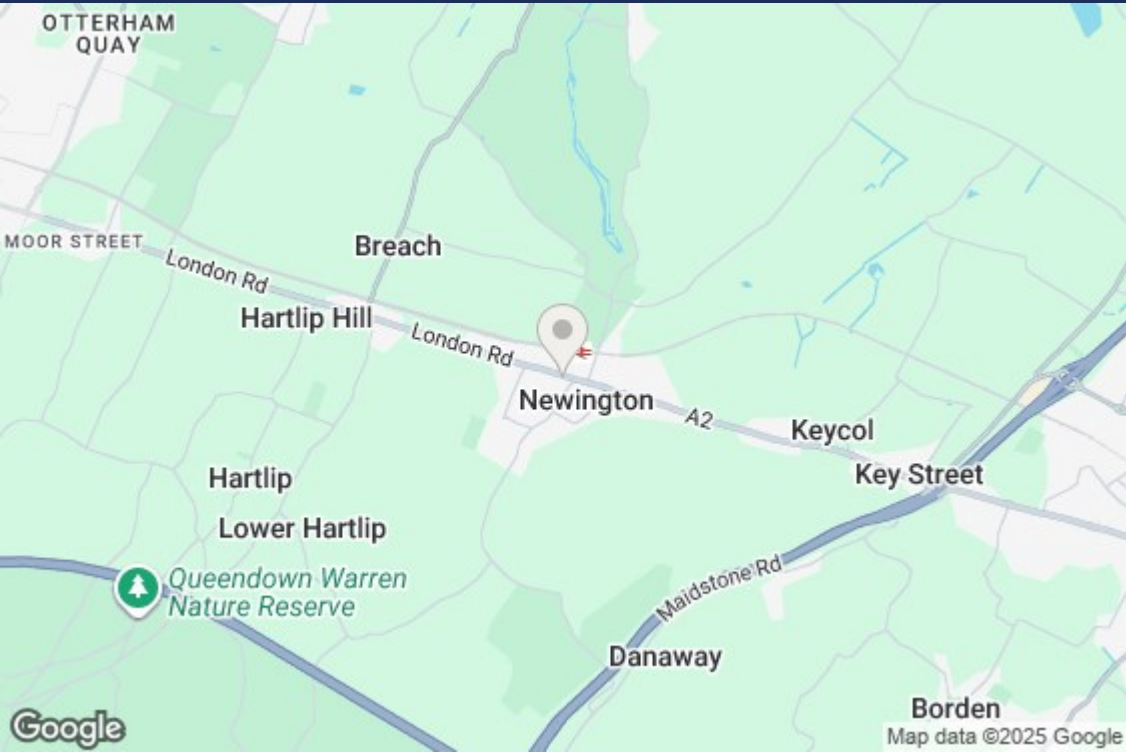 OTTERHAM
QUAY
MOOR STREET
London Rd
Breach
Hartlip Hill
London Rd
Newington
A2
Keycol
Key Street
Hartlip
Lower Hartlip
Queendown Warren
Nature Reserve
Maidstone Rd
Danaway
Borden
Google
Map data ©2025 Google